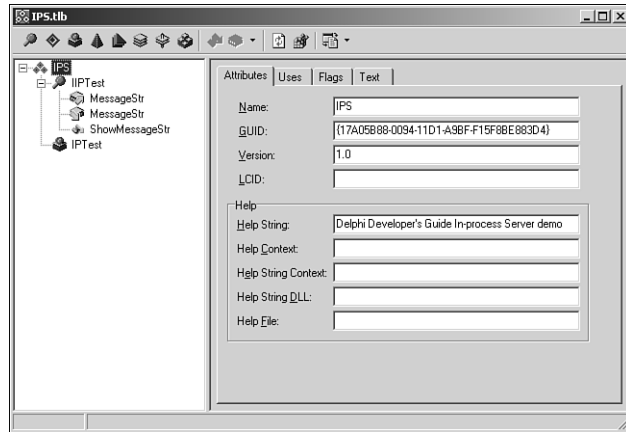 IPS.tlb
IPS
IIPTest
MessageStr
MessageStr
ShowMessageStr
IPTest
Attributes Uses Flags Text
Name: IPS
GUID: {17A05B88-0094-11D1-A9BF-F15F8BE883D4}
Version: 1.0
LCID:
Help
Help String: Delphi Developer's Guide In-process Server demo
Help Context:
Help String Context:
Help String DLL:
Help File: